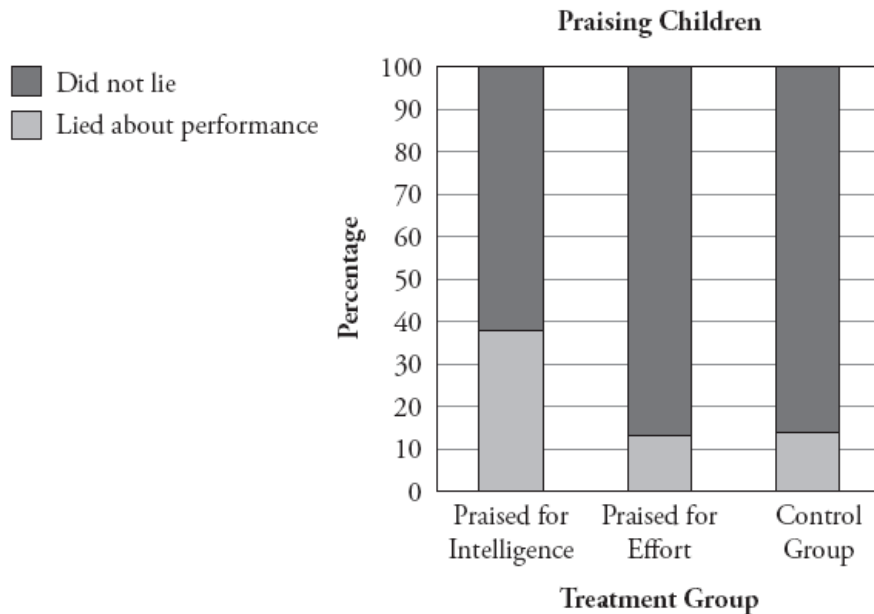 Praising Children
Did not lie
Lied about performance
Percentage
100
90
80
70
60
50
40
30
20
10
0
Praised for
Intelligence
Praised for
Effort
Control
Group
Treatment Group